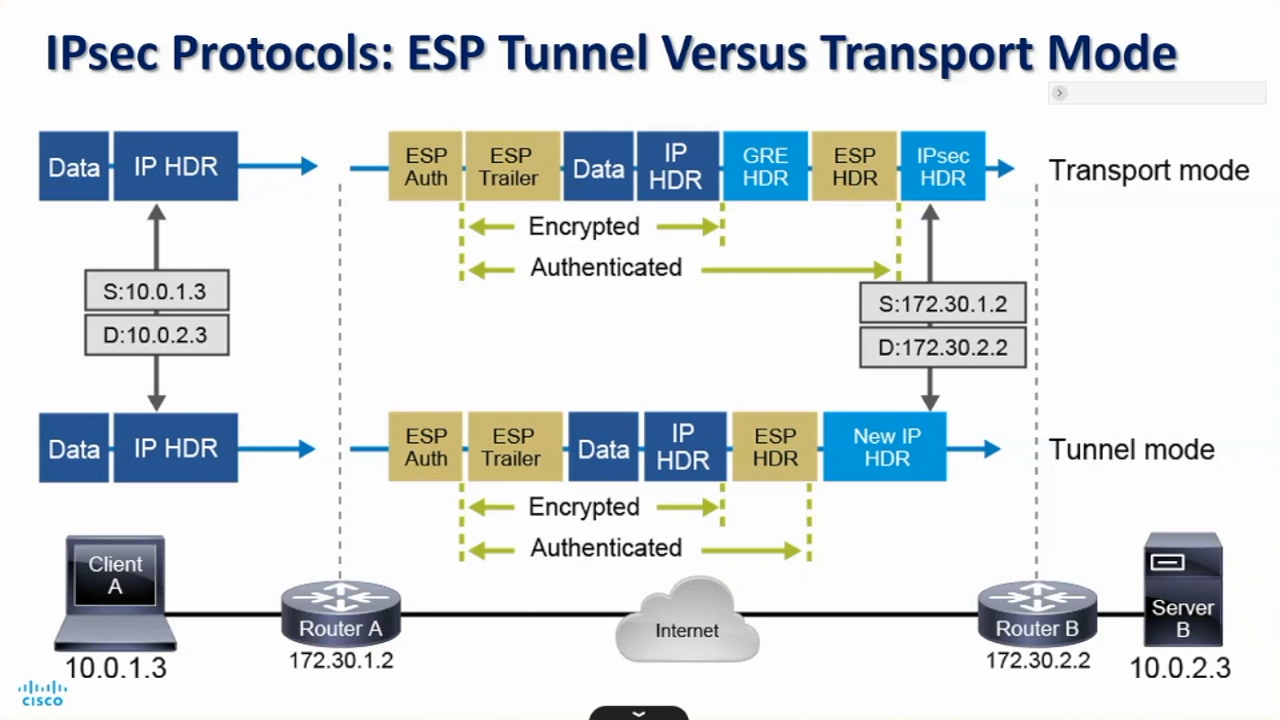 IPsec Protocols: ESP Tunnel Versus Transport Mode
Data
IP HDR
ESP
Auth
ESP
Trailer
Data
IP
HDR
GRE
HDR
ESP
HDR
IPsec
HDR
Transport mode
Encrypted
Authenticated
S:10.0.1.3
D:10.0.2.3
S:172.30.1.2
D:172.30.2.2
Data
IP HDR
ESP
Auth
ESP
Trailer
Data
IP
HDR
ESP
HDR
New IP
HDR
Tunnel mode
Encrypted
Authenticated
Client
A
10.0.1.3
Router A
172.30.1.2
Internet
Router B
172.30.2.2
Server
B
10.0.2.3
CISCO